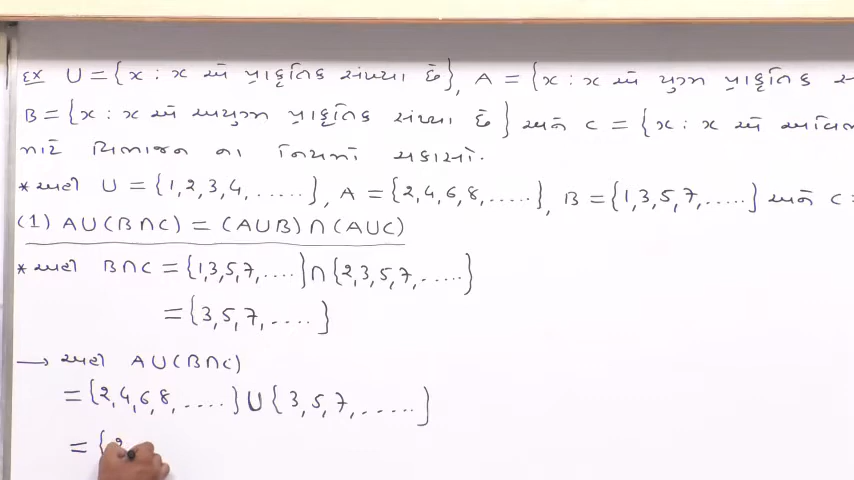 Ex U = {x : x એ પ્રાકૃતિક સંખ્યા છે}, A = {x : x એ યુગ્મ પ્રાકૃતિક
B = {x : x એ અયુગ્મ પ્રાકૃતિક સંખ્યા છે} અને C = {x : x એ અવિભ
માટે વિભાજન ના નિયમો ચકાસો.
* અહીં U = {1,2,3,4, ......}, A = {2,4,6,8,.....}, B = {1,3,5,7,.....} અને C =
(1) A∪(B∩C) = (A∪B)∩(A∪C)
* અહીં B∩C = {1,3,5,7,....}∩{2,3,5,7,.....}
= {3,5,7,....}
→ અહીં A∪(B∩C)
= {2,4,6,8,.....}∪{3,5,7,.....}
= {2